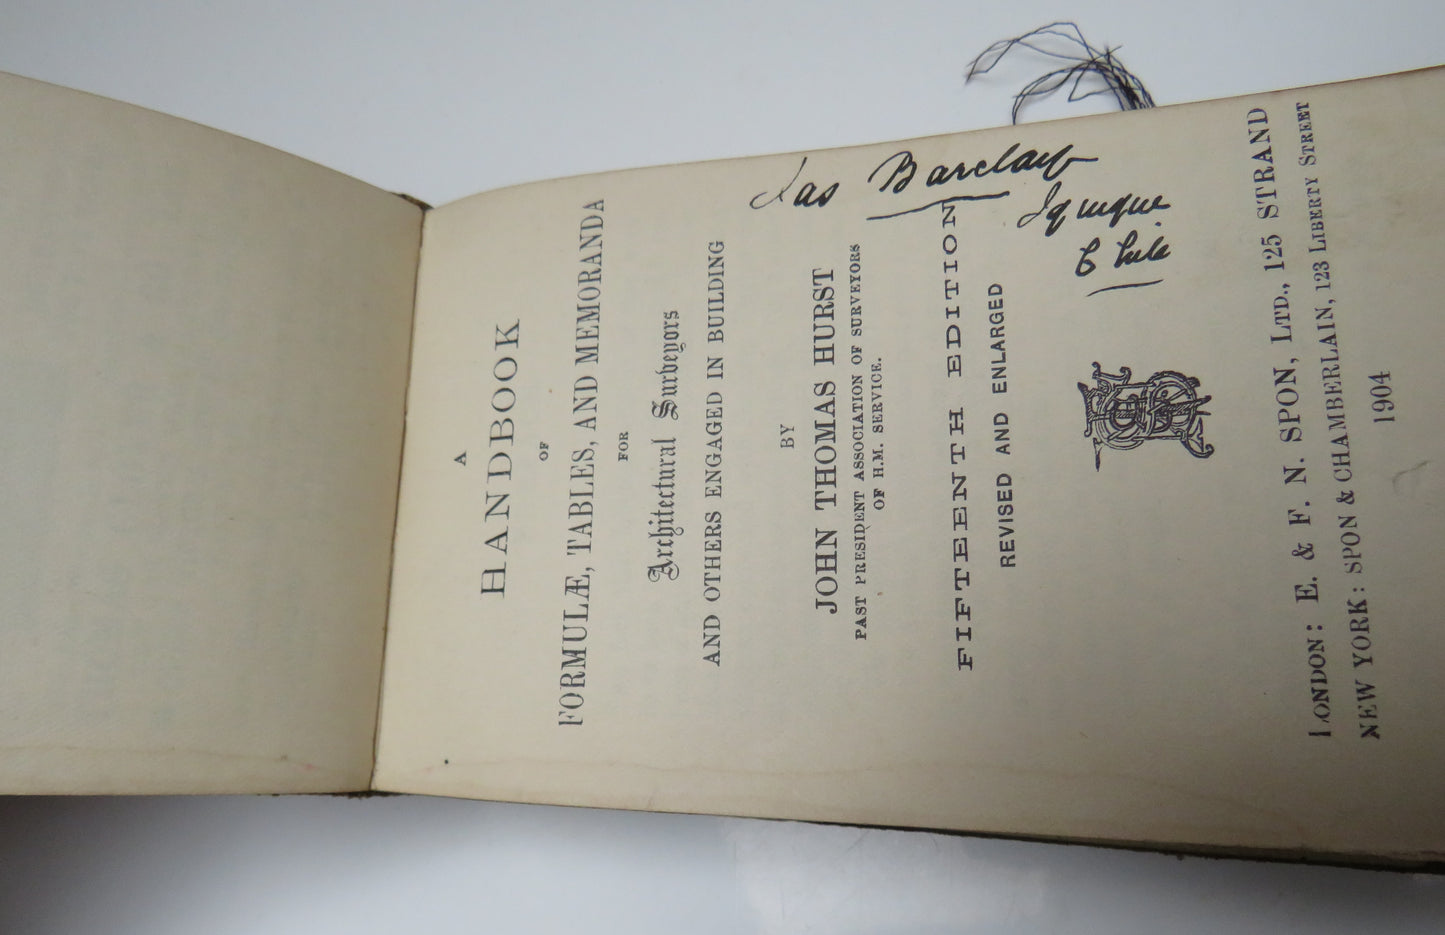 A
HANDBOOK
OF
FORMULÆ, TABLES, AND MEMORANDA
FOR
Architectural Surveyors
AND OTHERS ENGAGED IN BUILDING
Jas Barclay
Iquique
Chile
BY
JOHN THOMAS HURST
PAST PRESIDENT ASSOCIATION OF SURVEYORS
OF H.M. SERVICE.
FIFTEENTH EDITION
REVISED AND ENLARGED
LONDON: E. & F. N. SPON, LTD., 125 STRAND
NEW YORK: SPON & CHAMBERLAIN, 123 LIBERTY STREET
1904